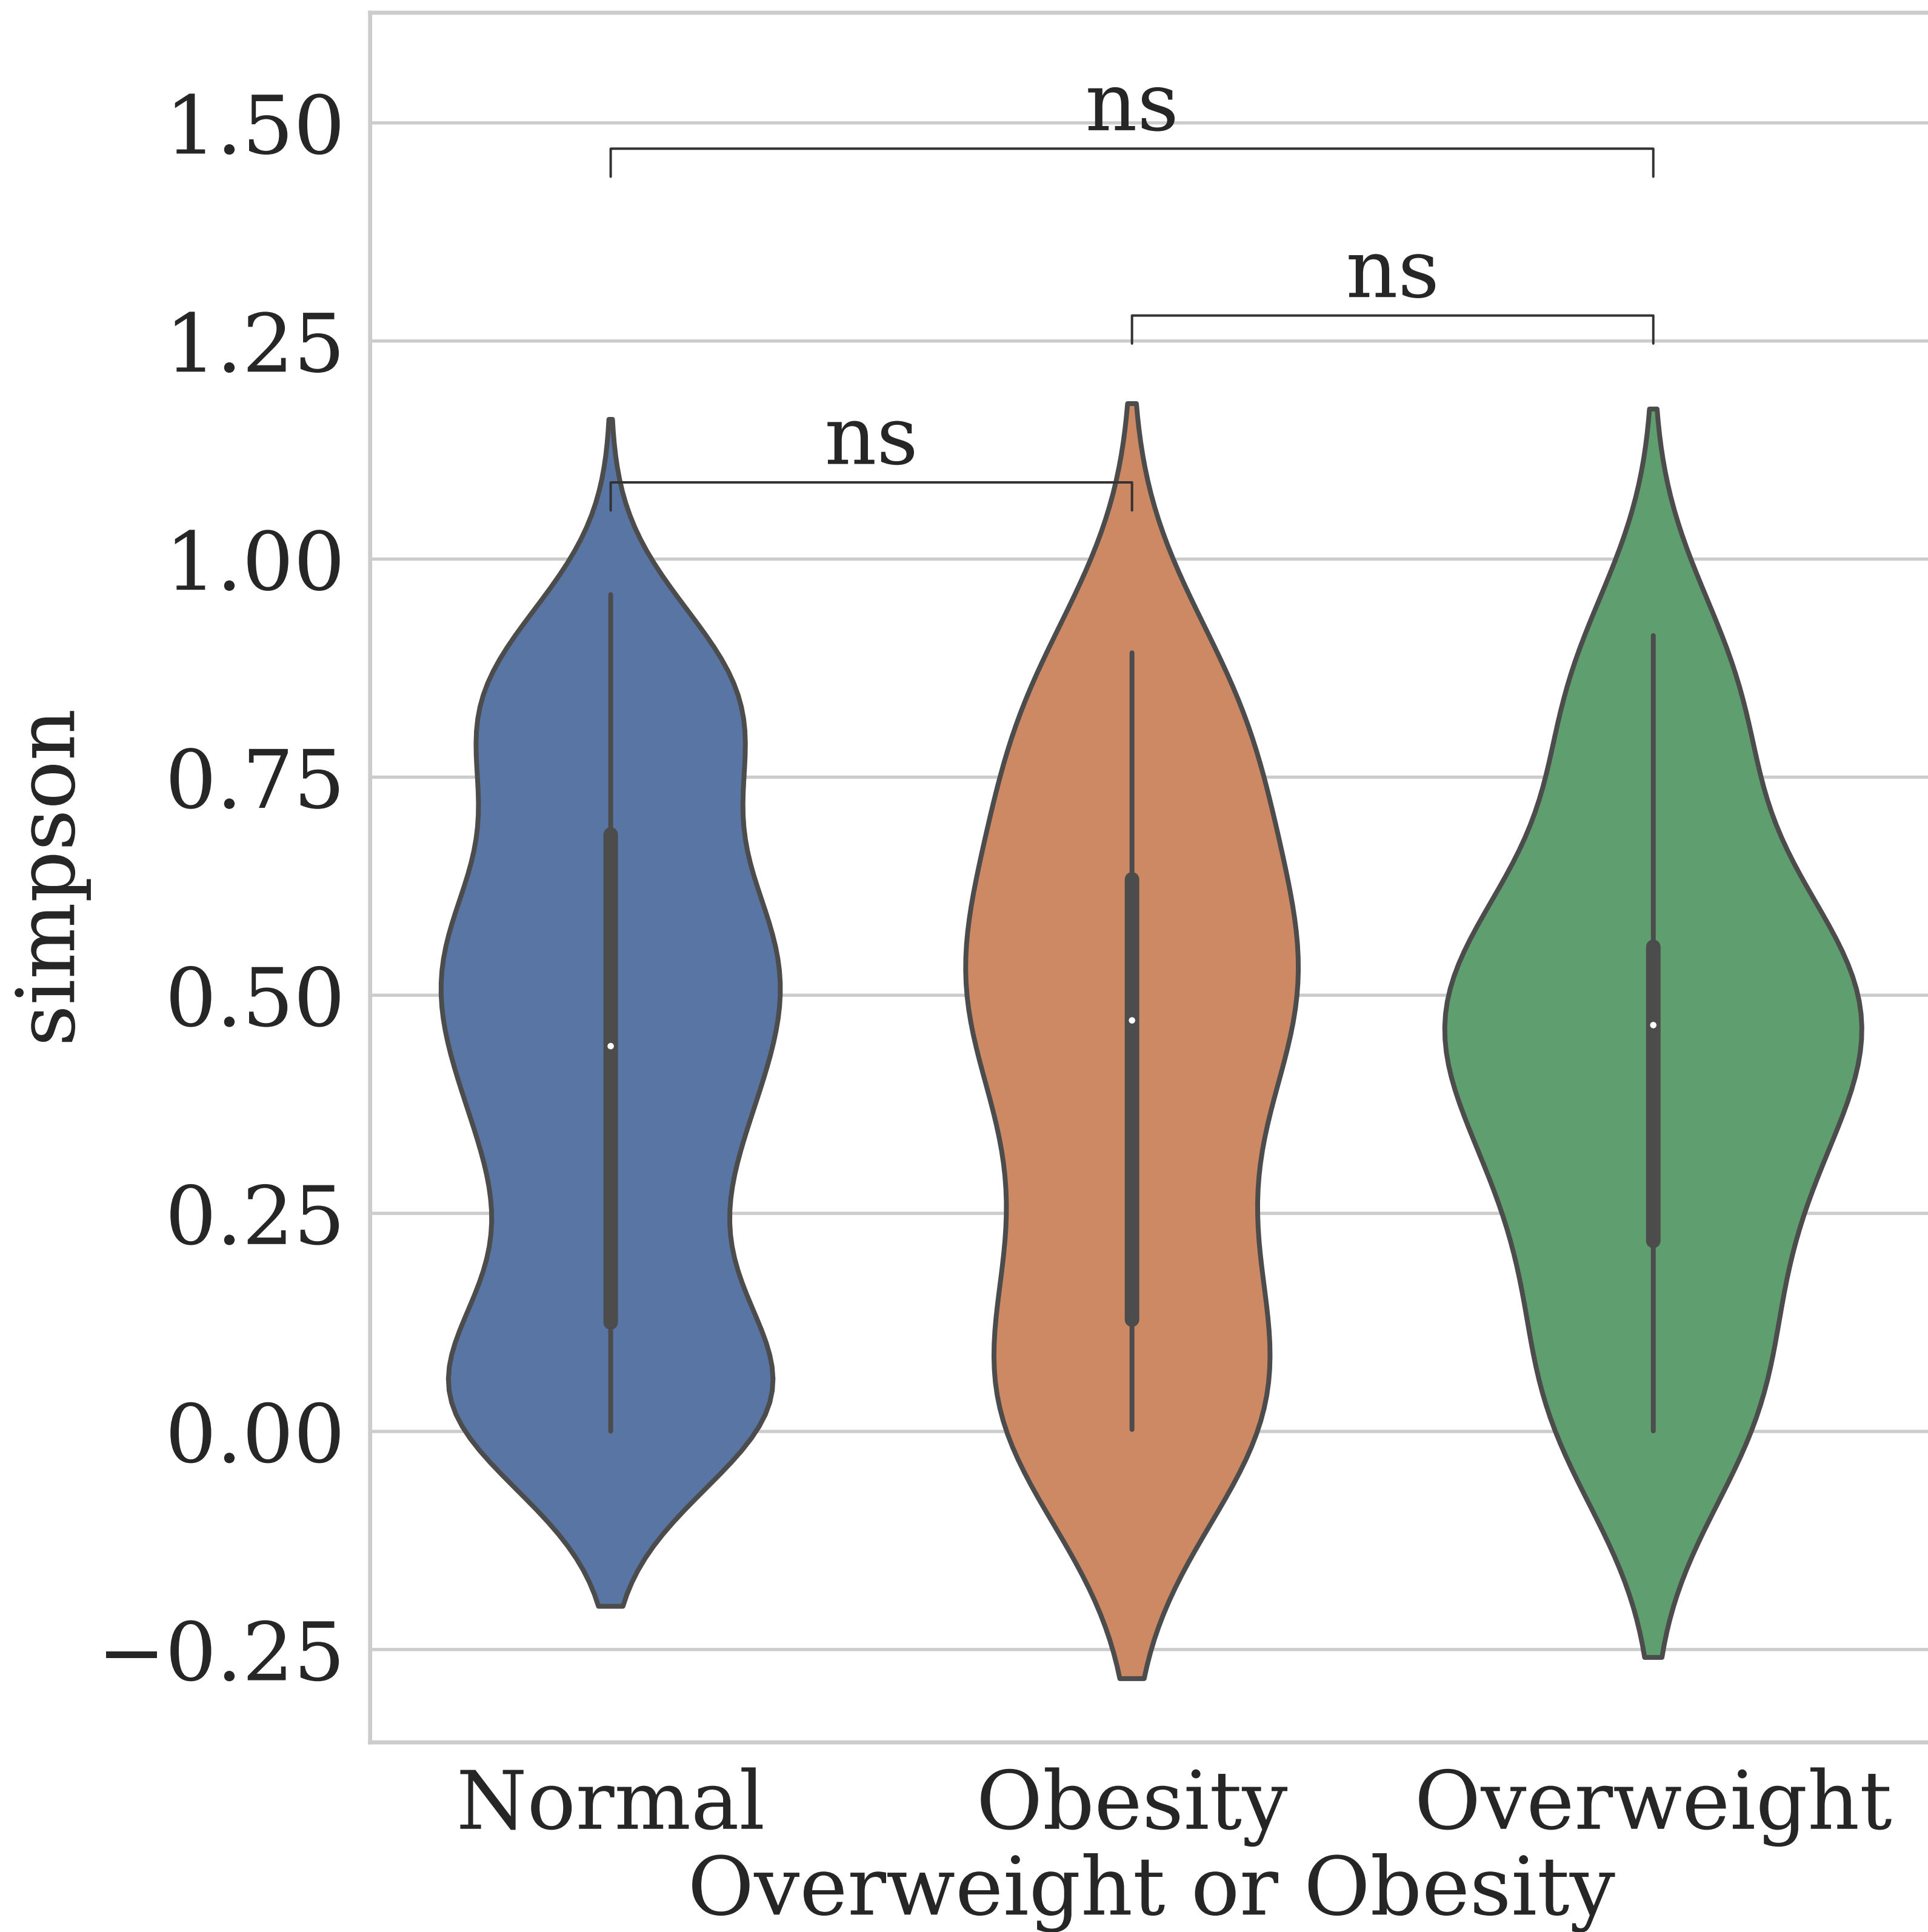 ns
ns
ns
1.50
1.25
1.00
0.75
0.50
0.25
0.00
−0.25
simpson
Normal Obesity Overweight
Overweight or Obesity